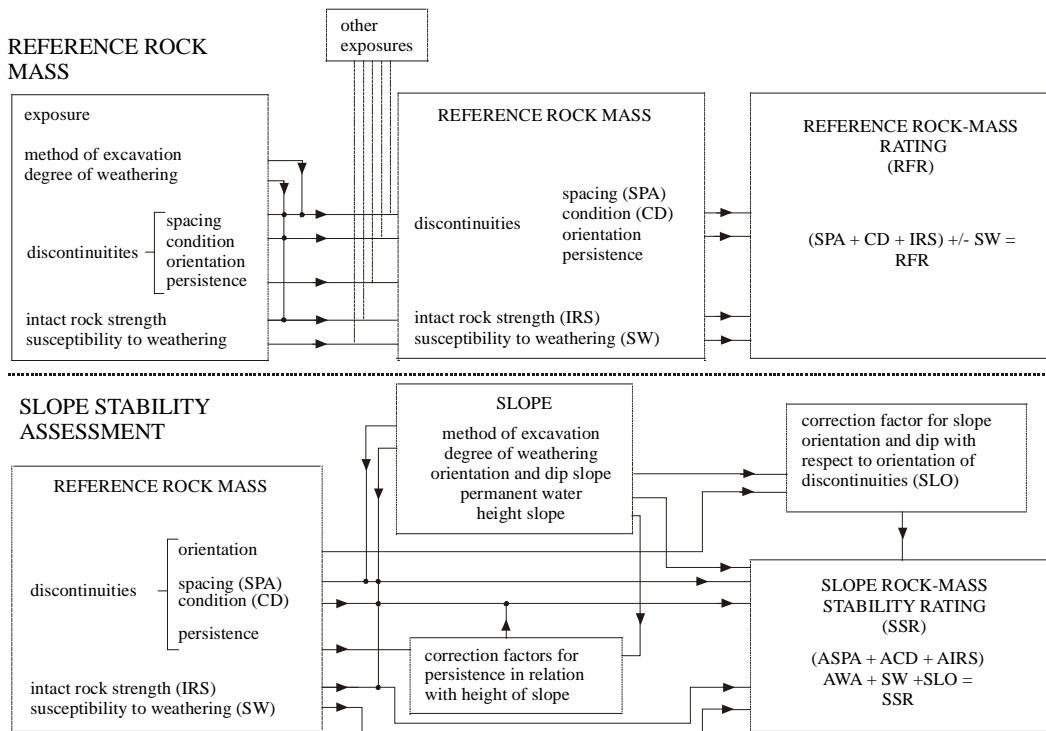 REFERENCE ROCK
MASS
other
exposures
exposure
method of excavation
degree of weathering
discontinuitites
spacing
condition
orientation
persistence
intact rock strength
susceptibility to weathering
REFERENCE ROCK MASS
discontinuities
spacing (SPA)
condition (CD)
orientation
persistence
intact rock strength (IRS)
susceptibility to weathering (SW)
REFERENCE ROCK-MASS
RATING
(RFR)
(SPA + CD + IRS) +/- SW =
RFR
SLOPE STABILITY
ASSESSMENT
REFERENCE ROCK MASS
discontinuities
orientation
spacing (SPA)
condition (CD)
persistence
intact rock strength (IRS)
susceptibility to weathering (SW)
SLOPE
method of excavation
degree of weathering
orientation and dip slope
permanent water
height slope
correction factors for
persistence in relation
with height of slope
correction factor for slope
orientation and dip with
respect to orientation of
discontinuities (SLO)
SLOPE ROCK-MASS
STABILITY RATING
(SSR)
(ASPA + ACD + AIRS)
AWA + SW +SLO =
SSR